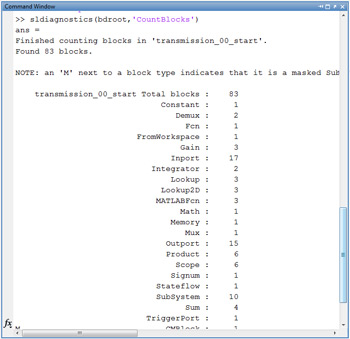 Command Window
>> sldiagnostics(bdroot,'CountBlocks')
ans =
Finished counting blocks in 'transmission_00_start'.
Found 83 blocks.
NOTE: an 'M' next to a block type indicates that it is a masked Sub
transmission_00_start Total blocks : 83
Constant : 1
Demux : 2
Fcn : 1
FromWorkspace : 1
Gain : 3
Inport : 17
Integrator : 2
Lookup : 3
Lookup2D : 3
MATLABFcn : 3
Math : 1
Memory : 1
Mux : 1
Outport : 15
Product : 6
Scope : 6
Signum : 1
Stateflow : 1
SubSystem : 10
Sum : 4
TriggerPort : 1
fx M CMBlock : 1